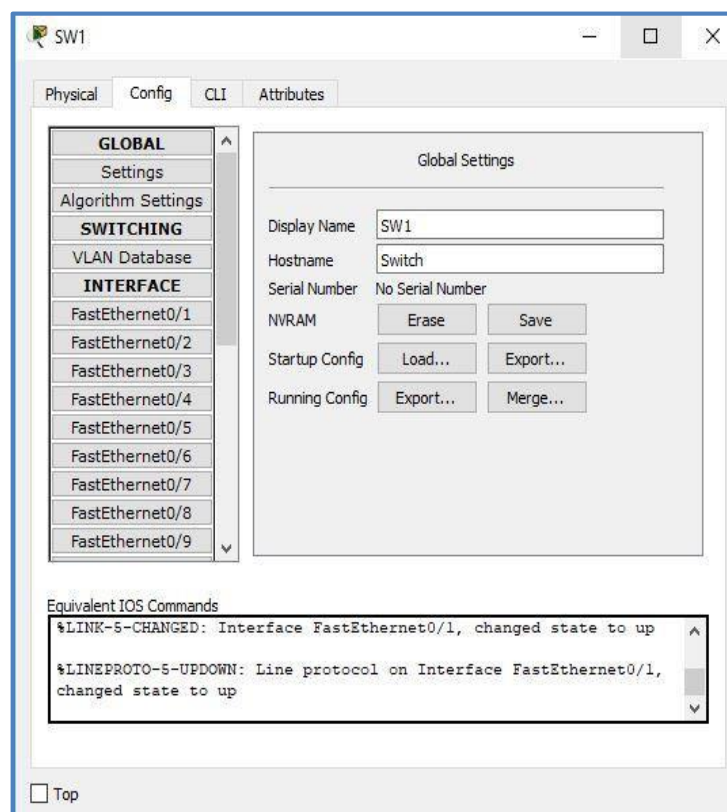 SW1
Physical Config CLI Attributes
GLOBAL
Settings
Algorithm Settings
SWITCHING
VLAN Database
INTERFACE
FastEthernet0/1
FastEthernet0/2
FastEthernet0/3
FastEthernet0/4
FastEthernet0/5
FastEthernet0/6
FastEthernet0/7
FastEthernet0/8
FastEthernet0/9
Global Settings
Display Name SW1
Hostname Switch
Serial Number No Serial Number
NVRAM Erase Save
Startup Config Load... Export...
Running Config Export... Merge...
Equivalent IOS Commands
%LINK-5-CHANGED: Interface FastEthernet0/1, changed state to up
%LINEPROTO-5-UPDOWN: Line protocol on Interface FastEthernet0/1,
changed state to up
Top